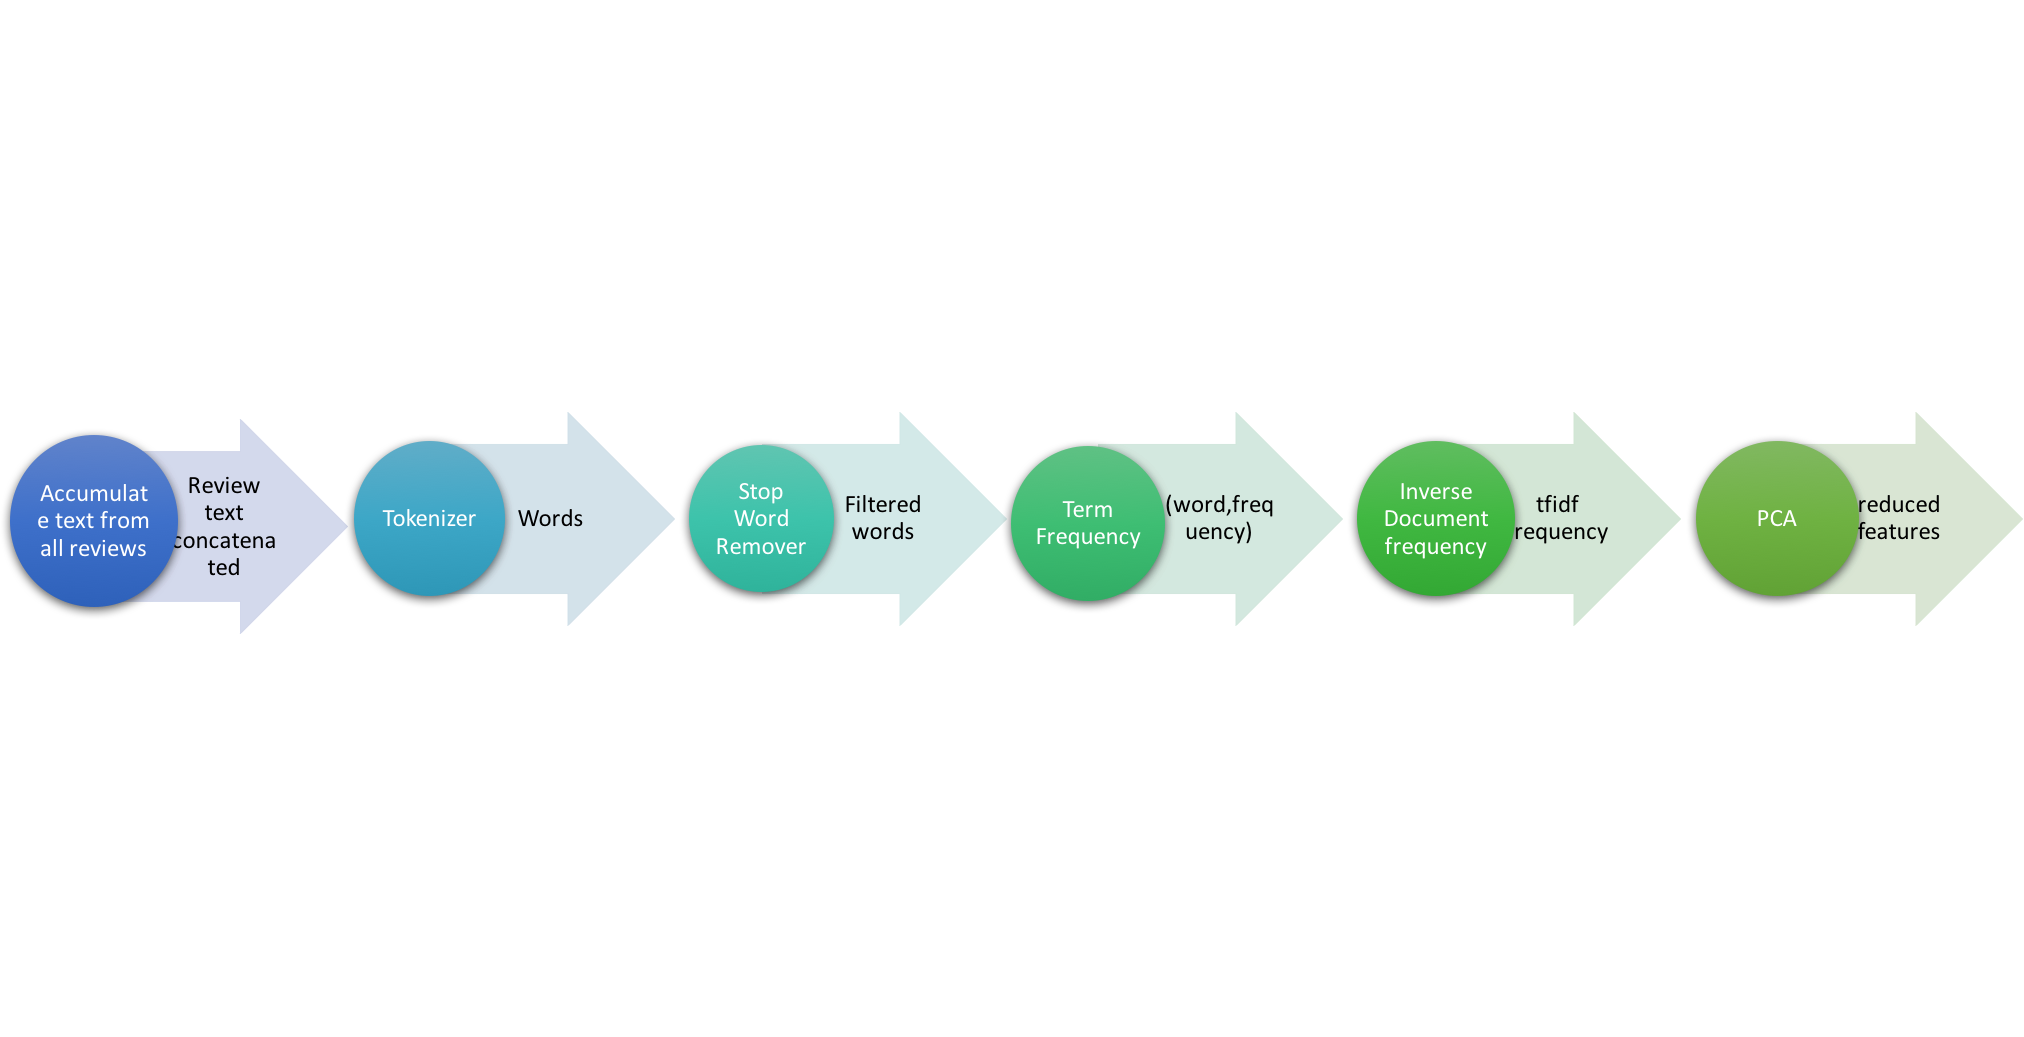 Accumulat
e text from
all reviews
Review
text
concatena
ted
Tokenizer
Words
Stop
Word
Remover
Filtered
words
Term
Frequency
(word,freq
uency)
Inverse
Document
frequency
tfidf
frequency
PCA
reduced
features